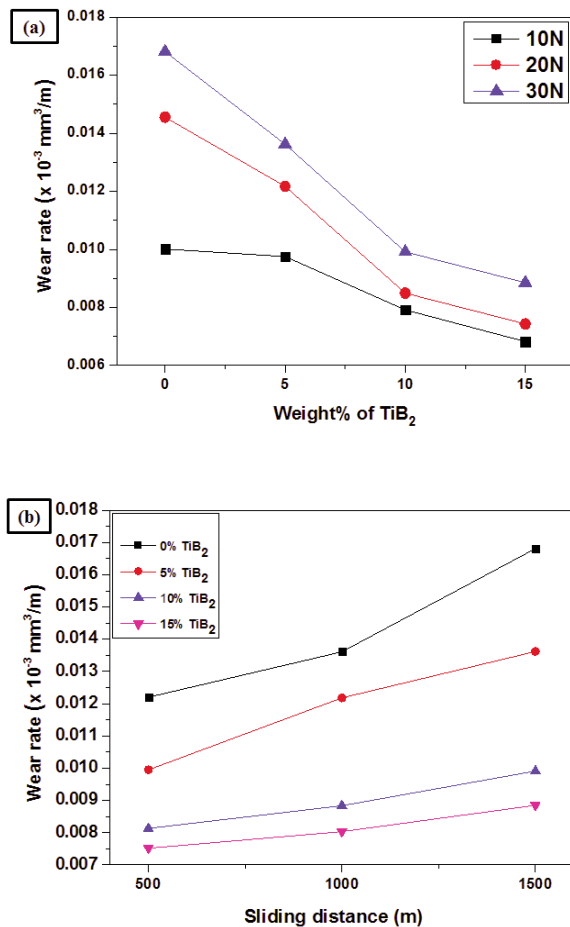 (a)
0.018
0.016
0.014
0.012
0.010
0.008
0.006
Wear rate (x 10⁻³ mm³/m)
10N
20N
30N
0 5 10 15
Weight% of TiB₂
(b)
0.018
0.017
0.016
0.015
0.014
0.013
0.012
0.011
0.010
0.009
0.008
0.007
Wear rate (x 10⁻³ mm³/m)
0% TiB₂
5% TiB₂
10% TiB₂
15% TiB₂
500 1000 1500
Sliding distance (m)